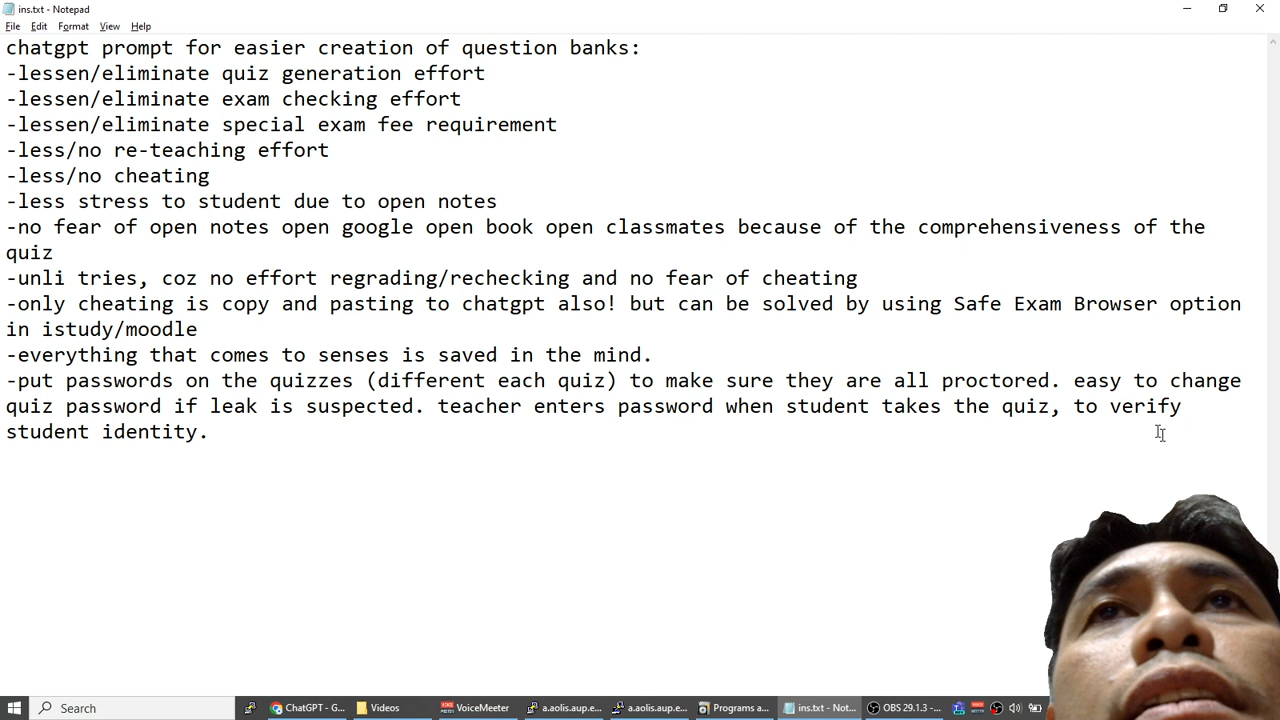 ins.txt - Notepad
File Edit Format View Help
chatgpt prompt for easier creation of question banks:
-lessen/eliminate quiz generation effort
-lessen/eliminate exam checking effort
-lessen/eliminate special exam fee requirement
-less/no re-teaching effort
-less/no cheating
-less stress to student due to open notes
-no fear of open notes open google open book open classmates because of the comprehensiveness of the
quiz
-unli tries, coz no effort regrading/rechecking and no fear of cheating
-only cheating is copy and pasting to chatgpt also! but can be solved by using Safe Exam Browser option
in istudy/moodle
-everything that comes to senses is saved in the mind.
-put passwords on the quizzes (different each quiz) to make sure they are all proctored. easy to change
quiz password if leak is suspected. teacher enters password when student takes the quiz, to verify
student identity.
Search ChatGPT - G... Videos VoiceMeeter a.aolis.aup.e... a.aolis.aup.e... Programs a... ins.txt - Not... OBS 29.1.3 -...